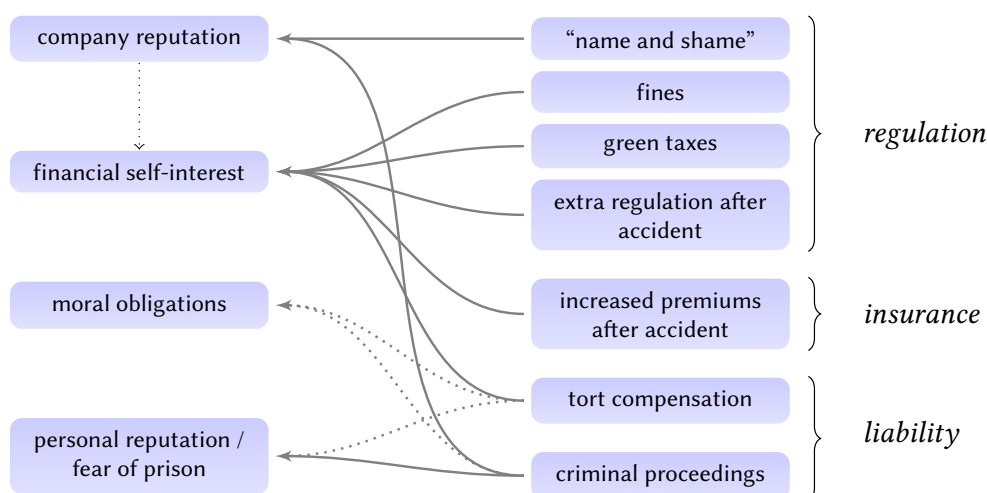 company reputation
financial self-interest
moral obligations
personal reputation /
fear of prison
“name and shame”
fines
green taxes
extra regulation after
accident
increased premiums
after accident
tort compensation
criminal proceedings
regulation
insurance
liability